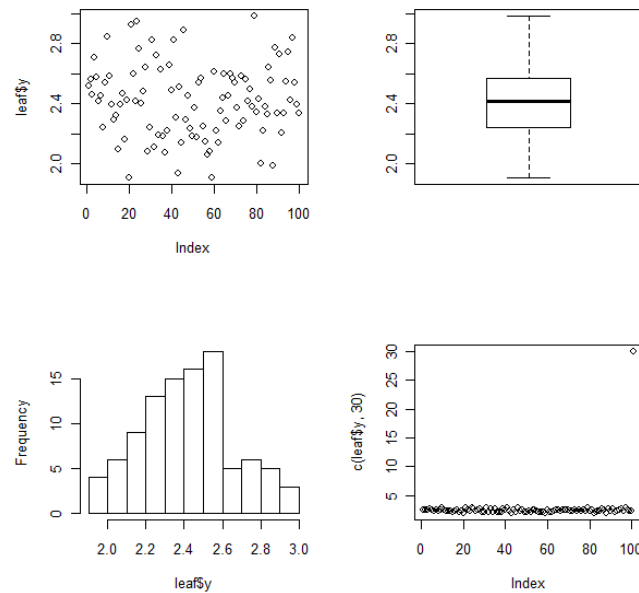 leaf$y
2.0 2.4 2.8
0 20 40 60 80 100
Index
2.0 2.4 2.8
Frequency
0 5 10 15
2.0 2.2 2.4 2.6 2.8 3.0
leaf$y
c(leaf$y, 30)
5 10 15 20 25 30
0 20 40 60 80 100
Index